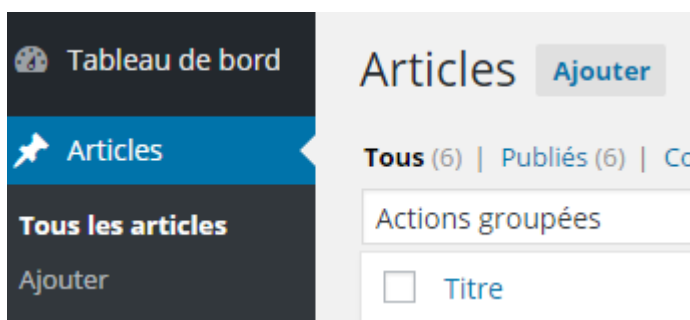 Tableau de bord
Articles
Tous les articles
Ajouter
Articles Ajouter
Tous (6) | Publiés (6) |
Actions groupées
Titre